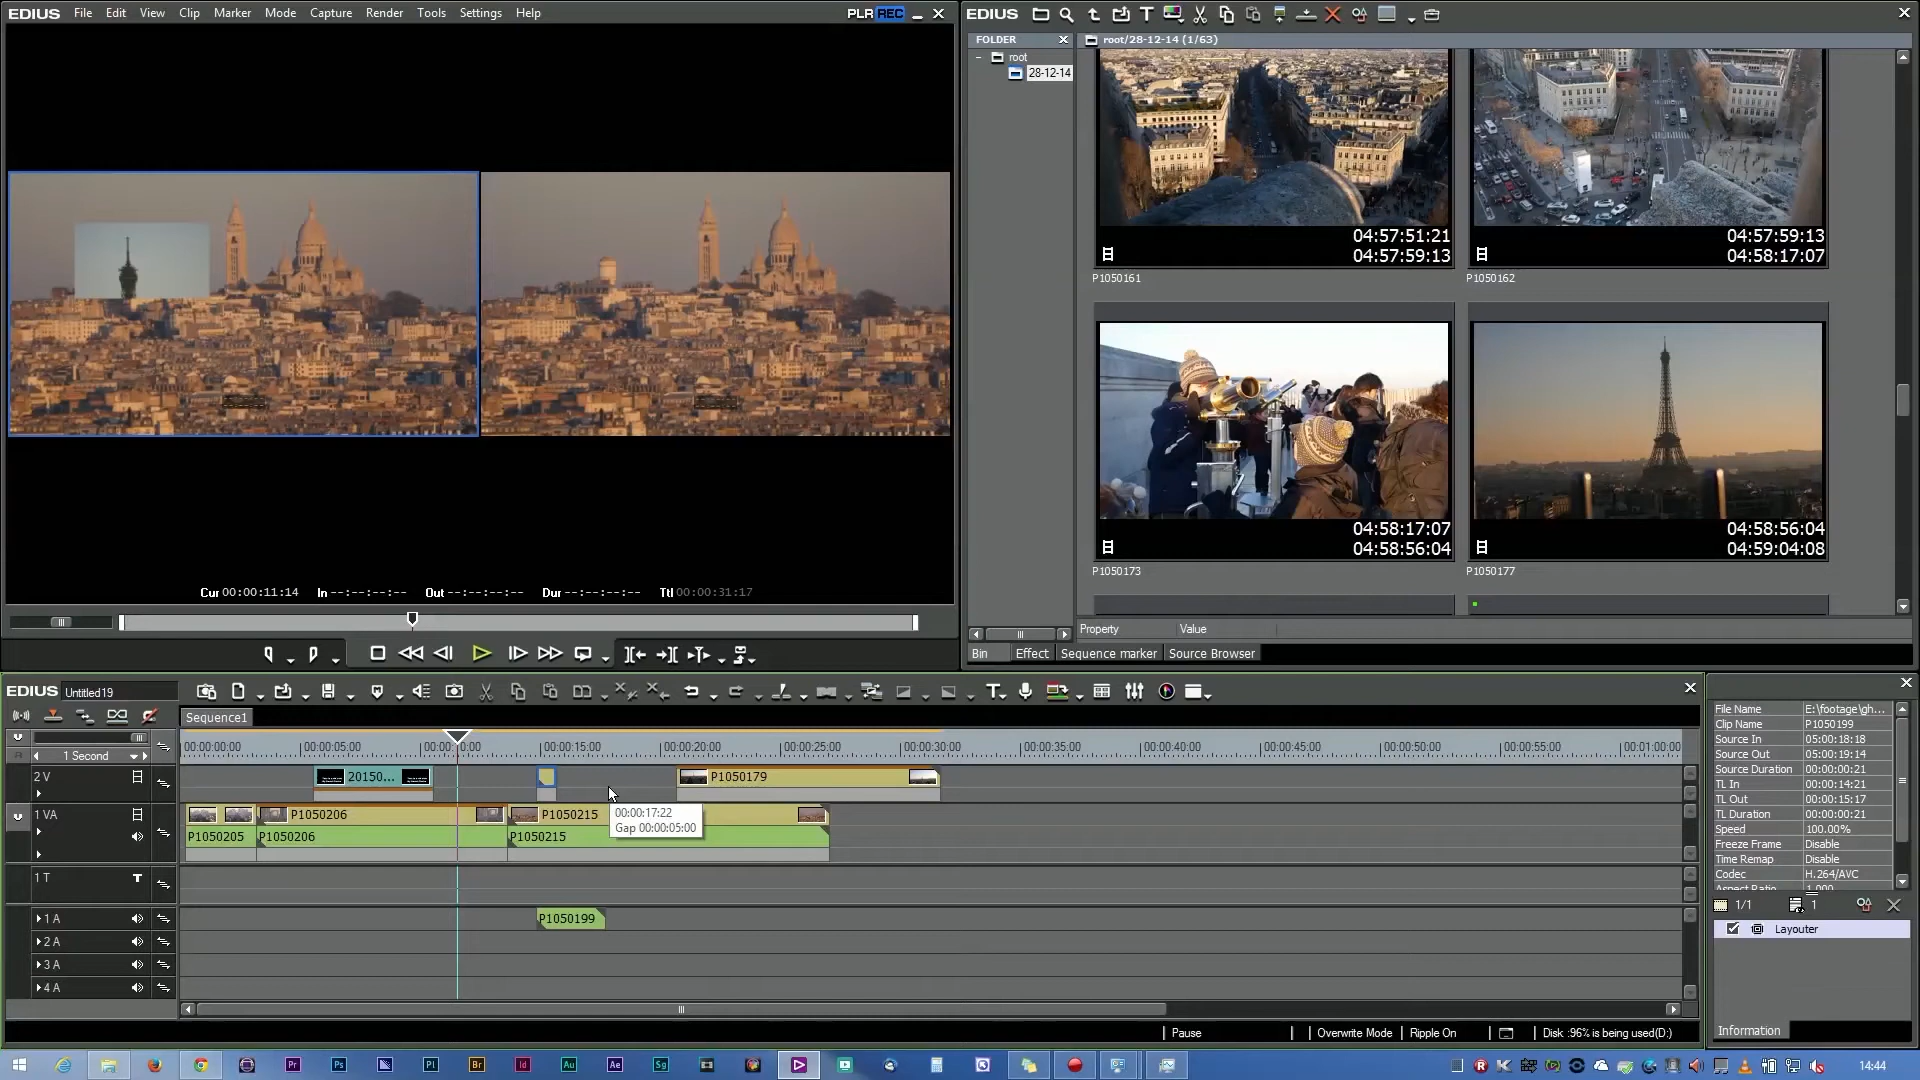 EDIUS File Edit View Clip Marker Mode Capture Render Tools Settings Help PLR REC
Cur 00:00:11:14 In --:--:--:-- Out --:--:--:-- Dur --:--:--:-- Ttl 00:00:31:17
EDIUS
FOLDER
root
28-12-14
root/28-12-14 (1/63)
04:57:51:21
04:57:59:13
P1050161
04:57:59:13
04:58:17:07
P1050162
04:58:17:07
04:58:56:04
P1050173
04:58:56:04
04:59:04:08
P1050177
Property Value
Bin Effect Sequence marker Source Browser
EDIUS Untitled19
Sequence1
1 Second
00:00:00:00 00:00:05:00 00:00:10:00 00:00:15:00 00:00:20:00 00:00:25:00 00:00:30:00 00:00:35:00 00:00:40:00 00:00:45:00 00:00:50:00 00:00:55:00 00:01:00:00
2 V 20150... P1050179
1 VA P1050206 P1050215
P1050205 P1050206 P1050215
00:00:17:22
Gap 00:00:05:00
1 T T
1 A P1050199
2 A
3 A
4 A
Pause Overwrite Mode Ripple On Disk :96% is being used(D:)
File Name E:\footage\gh...
Clip Name P1050199
Source In 05:00:18:18
Source Out 05:00:19:14
Source Duration 00:00:00:21
TL In 00:00:14:21
TL Out 00:00:15:17
TL Duration 00:00:00:21
Speed 100.00%
Freeze Frame Disable
Time Remap Disable
Codec H.264/AVC
Aspect Ratio 1.000
1/1 1
Layouter
Information
Pr Ps Pl Br Id Au Ae Sg
14:44